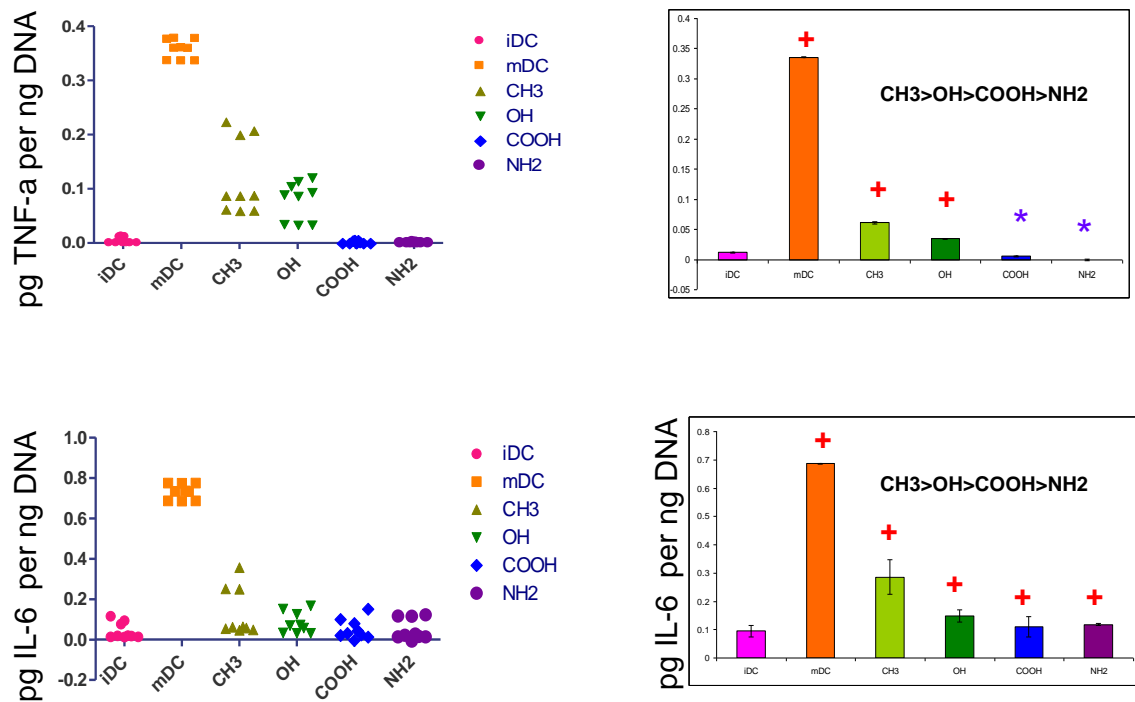 pg TNF-a per ng DNA
0.4
0.3
0.2
0.1
0.0
iDC
mDC
CH3
OH
COOH
NH2
iDC
mDC
CH3
OH
COOH
NH2
0.4
0.35
0.3
0.25
0.2
0.15
0.1
0.05
0
-0.05
CH3>OH>COOH>NH2
+
+
+
*
*
iDC
mDC
CH3
OH
COOH
NH2
pg IL-6 per ng DNA
1.0
0.8
0.6
0.4
0.2
0.0
-0.2
iDC
mDC
CH3
OH
COOH
NH2
iDC
mDC
CH3
OH
COOH
NH2
pg IL-6 per ng DNA
0.8
0.7
0.6
0.5
0.4
0.3
0.2
0.1
0
CH3>OH>COOH>NH2
+
+
+
+
+
iDC
mDC
CH3
OH
COOH
NH2